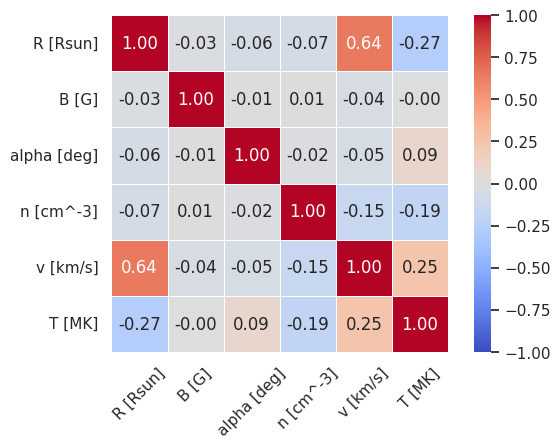 R [Rsun] 1.00 -0.03 -0.06 -0.07 0.64 -0.27
B [G] -0.03 1.00 -0.01 0.01 -0.04 -0.00
alpha [deg] -0.06 -0.01 1.00 -0.02 -0.05 0.09
n [cm^-3] -0.07 0.01 -0.02 1.00 -0.15 -0.19
v [km/s] 0.64 -0.04 -0.05 -0.15 1.00 0.25
T [MK] -0.27 -0.00 0.09 -0.19 0.25 1.00
R [Rsun] B [G] alpha [deg] n [cm^-3] v [km/s] T [MK]
1.00
0.75
0.50
0.25
0.00
−0.25
−0.50
−0.75
−1.00